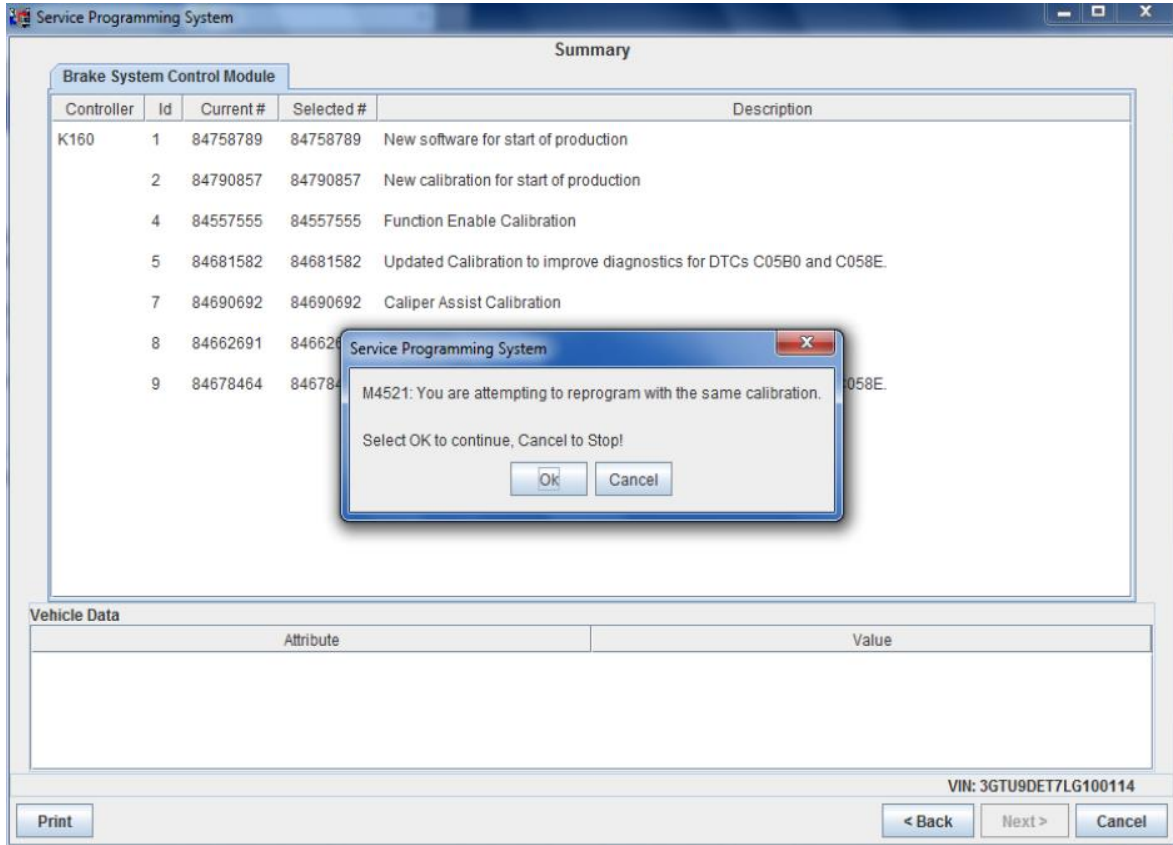 Service Programming System
Summary
Brake System Control Module
Controller Id Current # Selected # Description
K160 1 84758789 84758789 New software for start of production
2 84790857 84790857 New calibration for start of production
4 84557555 84557555 Function Enable Calibration
5 84681582 84681582 Updated Calibration to improve diagnostics for DTCs C05B0 and C058E.
7 84690692 84690692 Caliper Assist Calibration
8 84662691
9 84678464 058E.
Service Programming System
M4521: You are attempting to reprogram with the same calibration.
Select OK to continue, Cancel to Stop!
Ok Cancel
Vehicle Data
Attribute Value
VIN: 3GTU9DET7LG100114
Print < Back Next > Cancel